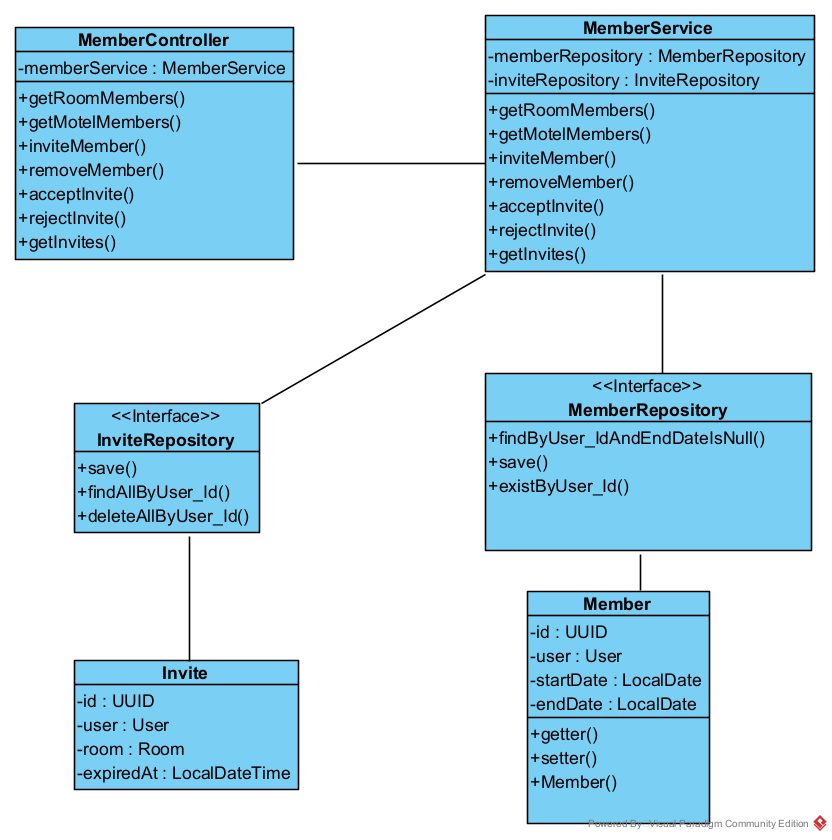 MemberController
-memberService : MemberService
+getRoomMembers()
+getMotelMembers()
+inviteMember()
+removeMember()
+acceptInvite()
+rejectInvite()
+getInvites()
MemberService
-memberRepository : MemberRepository
-inviteRepository : InviteRepository
+getRoomMembers()
+getMotelMembers()
+inviteMember()
+removeMember()
+acceptInvite()
+rejectInvite()
+getInvites()
<<Interface>>
InviteRepository
+save()
+findAllByUser_Id()
+deleteAllByUser_Id()
<<Interface>>
MemberRepository
+findByUser_IdAndEndDateIsNull()
+save()
+existByUser_Id()
Invite
-id : UUID
-user : User
-room : Room
-expiredAt : LocalDateTime
Member
-id : UUID
-user : User
-startDate : LocalDate
-endDate : LocalDate
+getter()
+setter()
+Member()
Powered By Visual Paradigm Community Edition